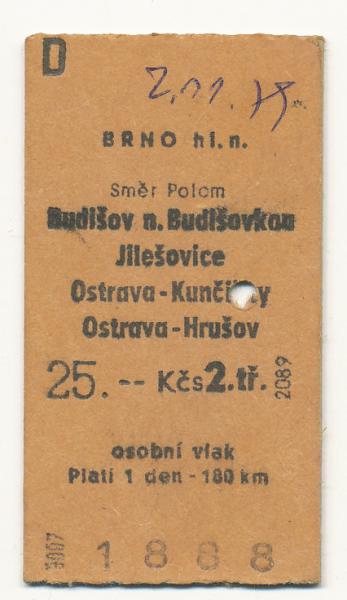 D
2.11.75
BRNO hl.n.
Směr Polom
Budišov n.Budišovkou
Jilešovice
Ostrava-Kunčičky
Ostrava-Hrušov
25.-- Kčs 2.tř.
2089
osobní vlak
Platí 1 den - 180 km
1888